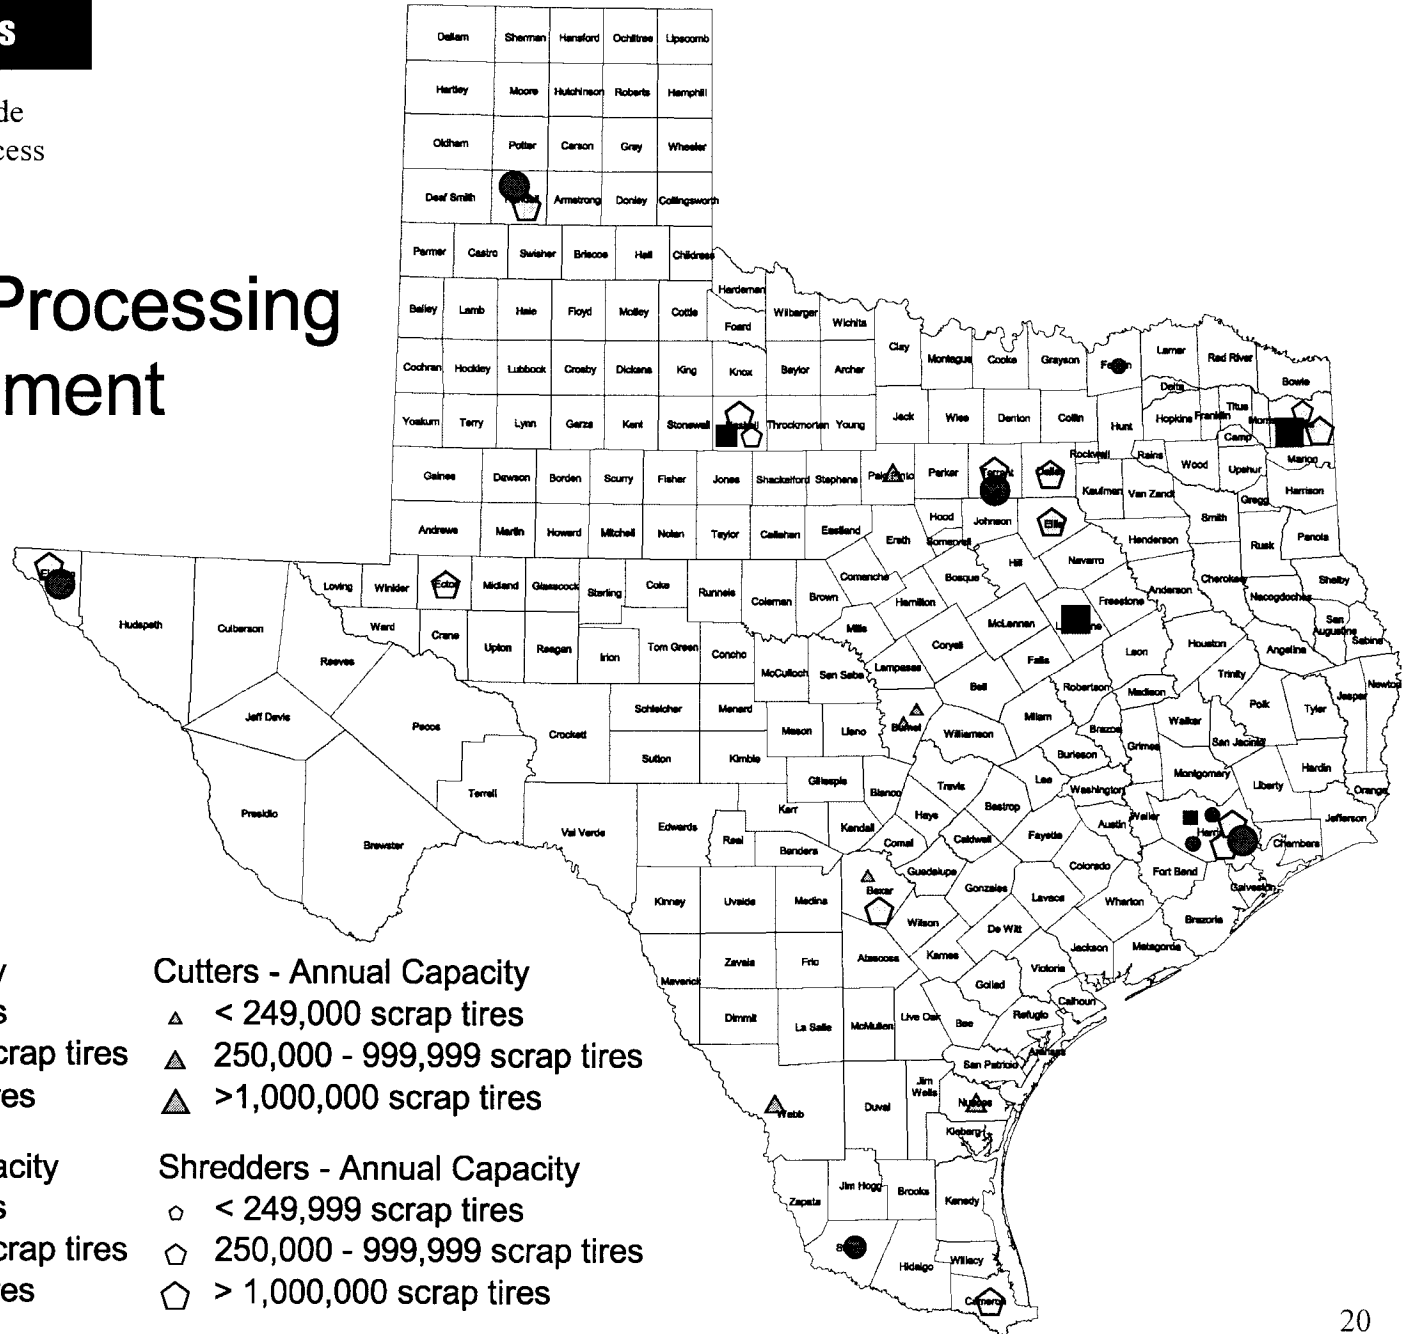 s
de
cess
Processing
ment
Dallam Sherman Hansford Ochiltree Lipscomb
Hartley Moore Hutchinson Roberts Hemphill
Oldham Potter Carson Gray Wheeler
Deaf Smith Armstrong Donley Collingsworth
Parmer Castro Swisher Briscoe Hall Childress
Hardeman
Bailey Lamb Hale Floyd Motley Cottle Foard Wilbarger Wichita
Clay Montague Cooke Grayson Lamar Red River
Delta Bowie
Cochran Hockley Lubbock Crosby Dickens King Knox Baylor Archer
Yoakum Terry Lynn Garza Kent Stonewall Throckmorton Young
Jack Wise Denton Collin Hunt Hopkins Franklin Titus
Camp Marion
Rockwall Rains Wood Upshur
Gaines Dawson Borden Scurry Fisher Jones Shackelford Stephens Parker Tarrant Dallas
Kaufman Van Zandt Gregg Harrison
Andrews Martin Howard Mitchell Nolan Taylor Callahan Eastland Erath
Hood Somervell Johnson Ellis Henderson Smith Rusk Panola
Loving Winkler Ector Midland Glasscock Sterling Coke Runnels Coleman Brown
Comanche Hamilton Bosque Hill Navarro Freestone Anderson Cherokee Nacogdoches Shelby
San Augustine Sabine
Hudspeth Culberson Reeves Ward Crane Upton Reagan Irion Tom Green Concho
McCulloch San Saba Mills Lampasas Coryell McLennan Falls Leon Houston Angelina
Trinity Newton Jasper
Jeff Davis Pecos Crockett Schleicher Menard Mason Llano Burnet
Bell Williamson Milam Robertson Madison Brazos Walker Polk Tyler
Grimes San Jacinto
Sutton Kimble Gillespie Blanco Travis Lee Burleson Washington Montgomery Liberty Hardin Orange
Presidio Brewster Terrell Val Verde Edwards Real Kerr Bandera Kendall
Comal Hays Caldwell Bastrop Fayette Austin Waller Harris Chambers Jefferson
Kinney Uvalde Medina Bexar Guadalupe Gonzales Lavaca Colorado Wharton Fort Bend Galveston
Brazoria
Maverick Zavala Frio Atascosa Wilson Karnes De Witt Jackson Matagorda
Dimmit La Salle McMullen Live Oak Bee Goliad Victoria Calhoun
Refugio Aransas San Patricio
Webb Duval Jim Wells Nueces
Kleberg
Zapata Jim Hogg Brooks Kenedy
Hidalgo Willacy
Cameron
y
s
crap tires
res
Cutters - Annual Capacity
< 249,000 scrap tires
250,000 - 999,999 scrap tires
>1,000,000 scrap tires
acity
s
crap tires
res
Shredders - Annual Capacity
< 249,999 scrap tires
250,000 - 999,999 scrap tires
> 1,000,000 scrap tires
20